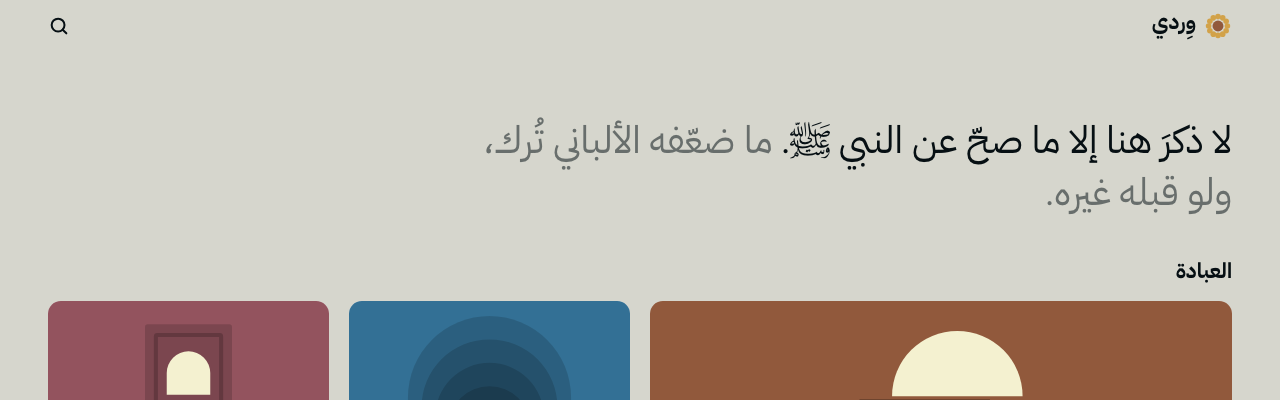 وِردي
لا ذكرَ هنا إلا ما صحّ عن النبي ﷺ. ما ضعّفه الألباني تُرك،
ولو قبله غيره.
العبادة